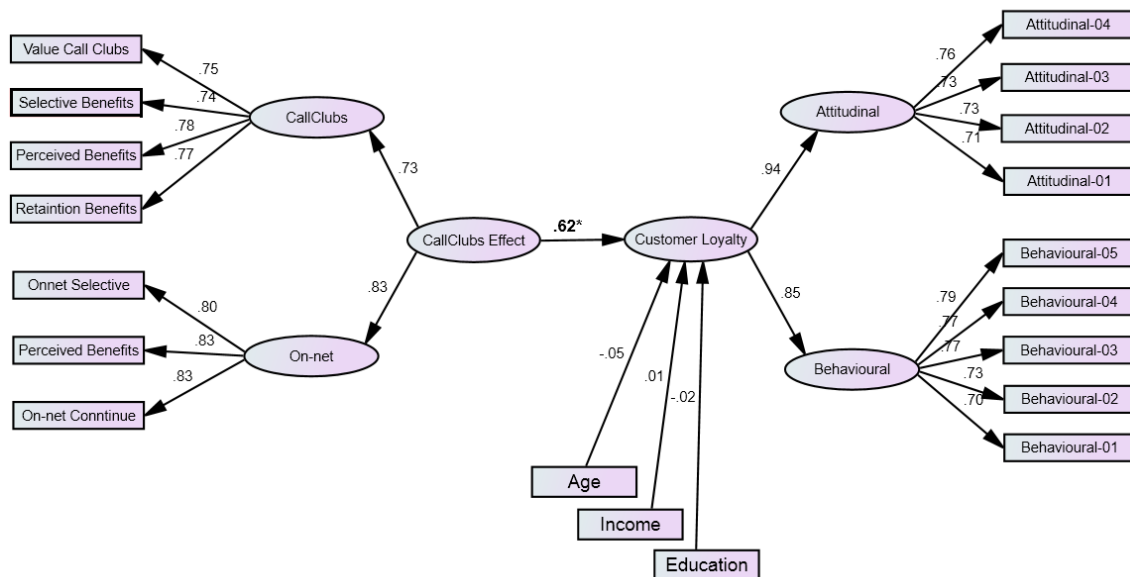 Value Call Clubs
Selective Benefits
Perceived Benefits
Retaintion Benefits
.75
.74
.78
.77
CallClubs
.73
CallClubs Effect
.83
Onnet Selective
Perceived Benefits
On-net Conntinue
.80
.83
.83
On-net
.62*
Customer Loyalty
.94
.85
Attitudinal
.76
.73
.73
.71
Attitudinal-04
Attitudinal-03
Attitudinal-02
Attitudinal-01
Behavioural
.79
.77
.77
.73
.70
Behavioural-05
Behavioural-04
Behavioural-03
Behavioural-02
Behavioural-01
-.05
.01
-.02
Age
Income
Education